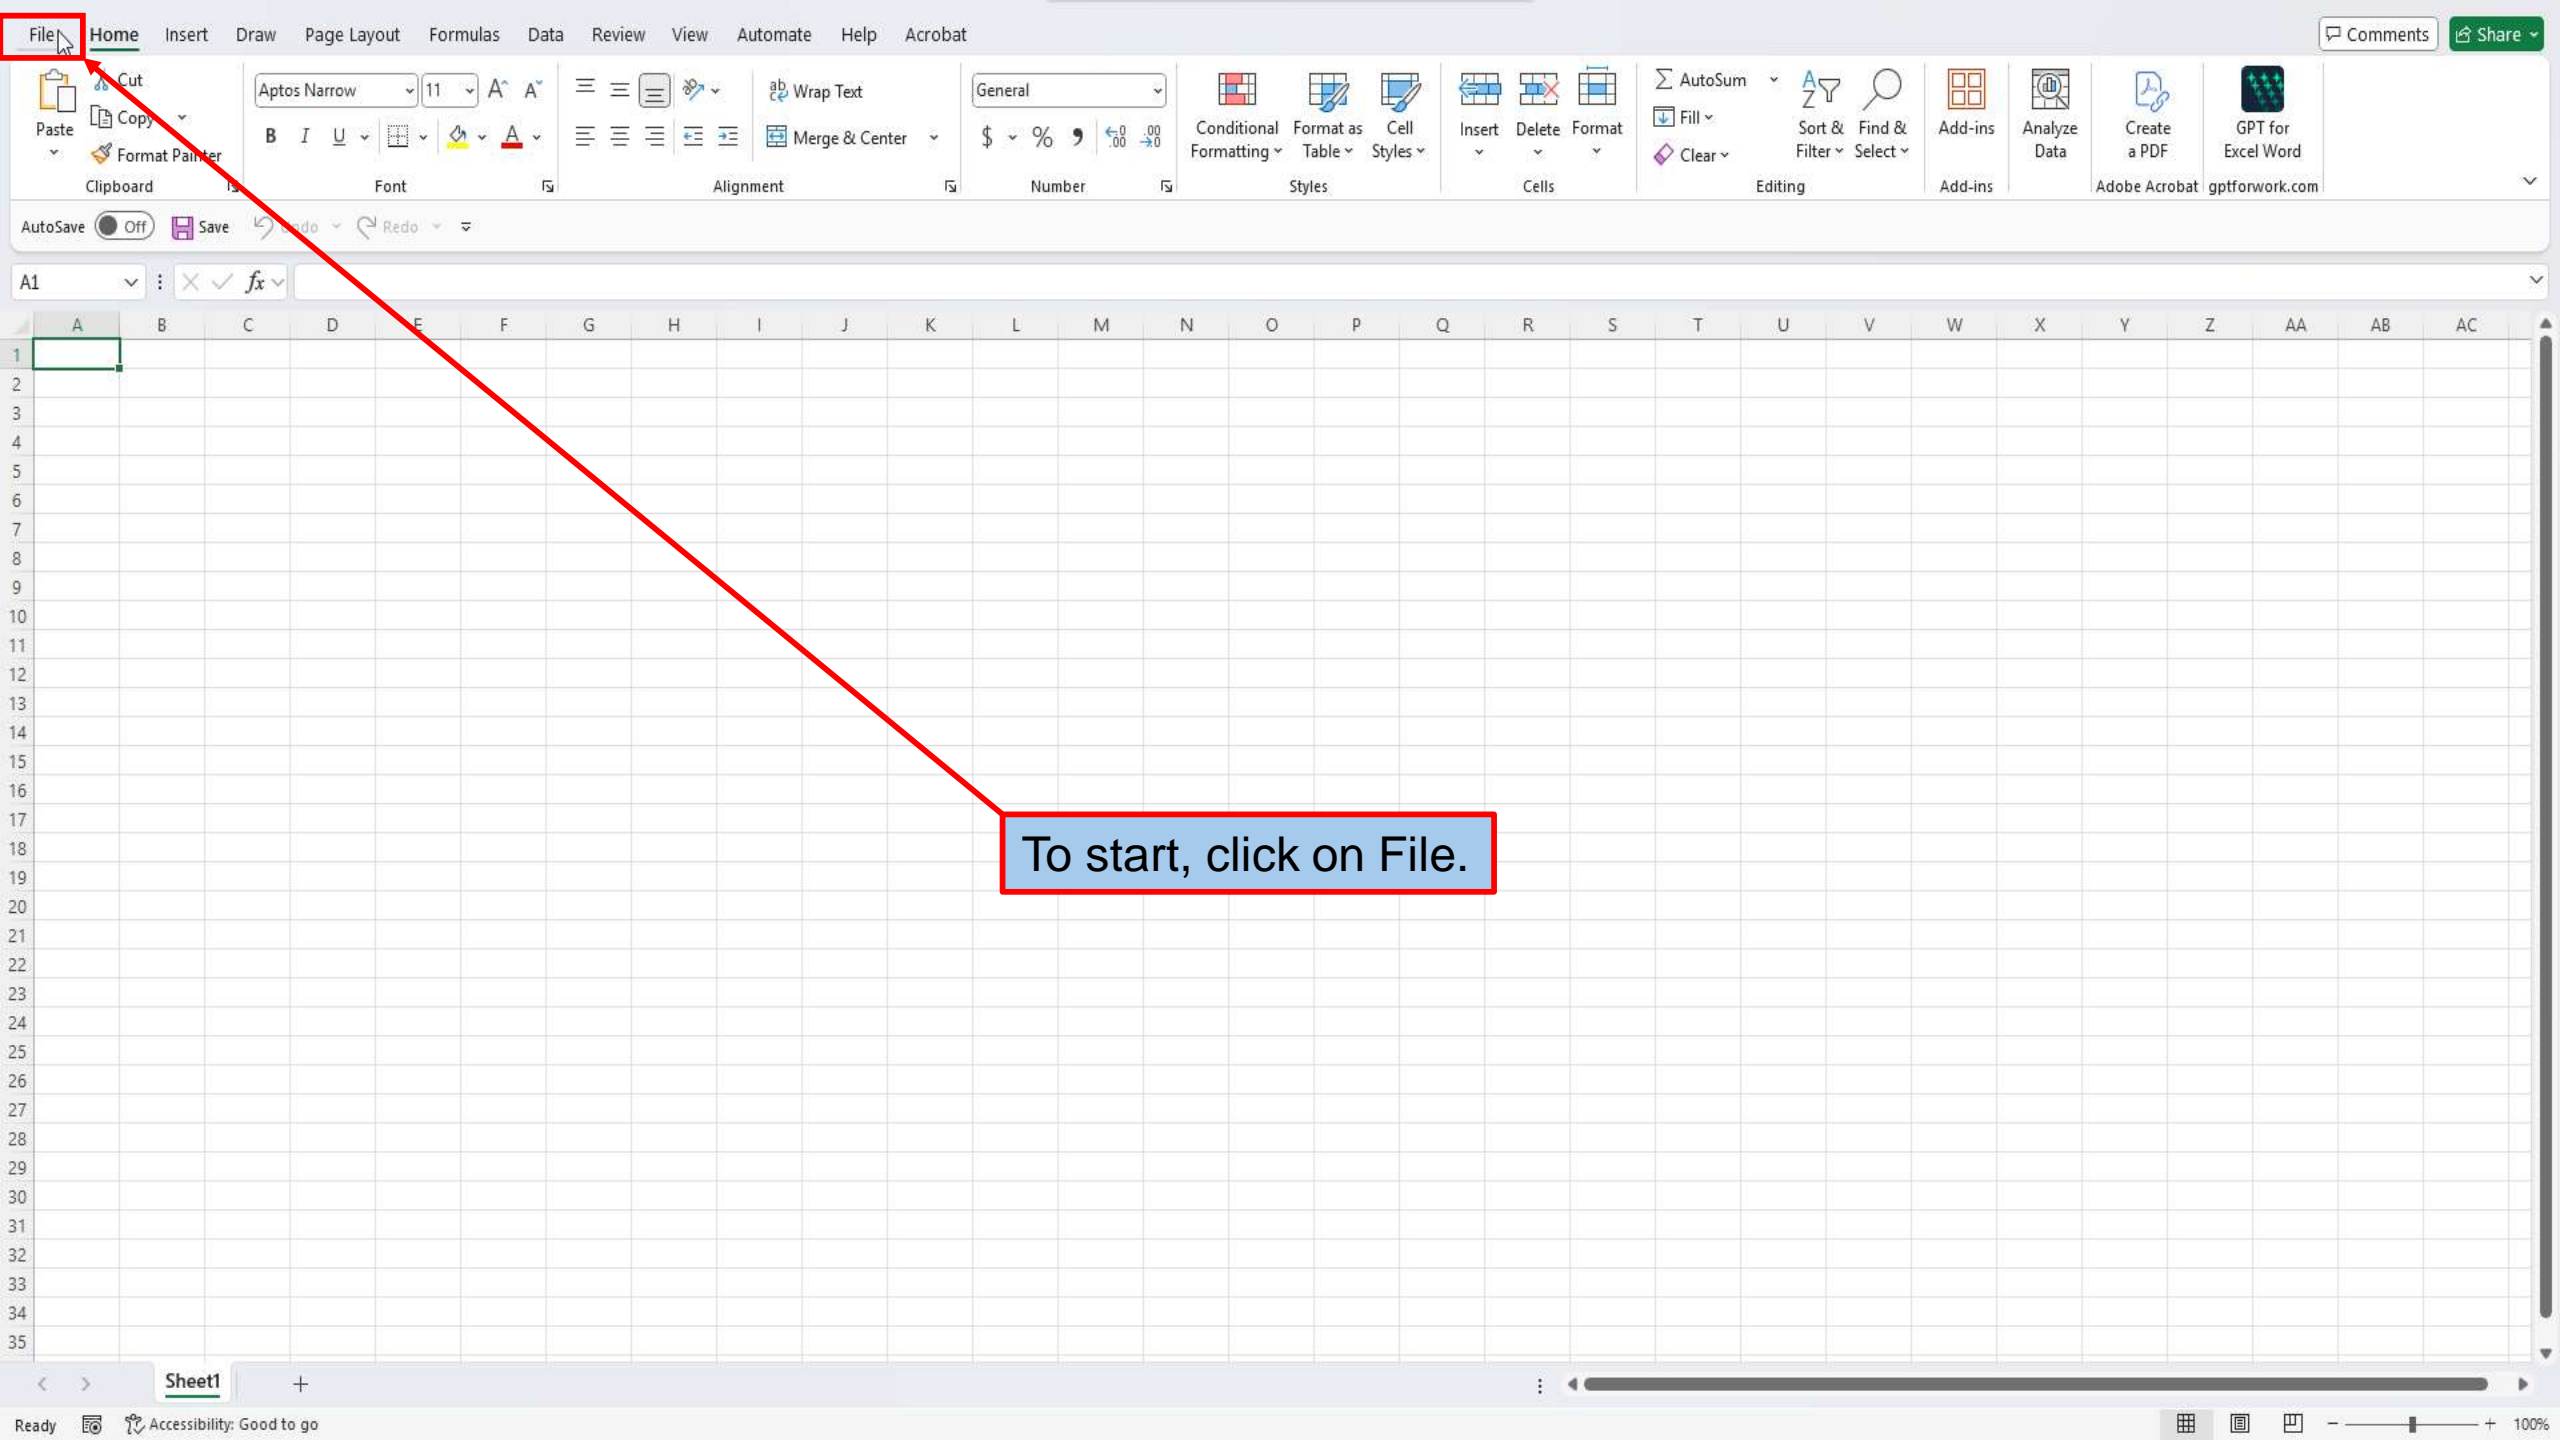 File Home Insert Draw Page Layout Formulas Data Review View Automate Help Acrobat Comments Share
Cut
Copy
Format Painter
Paste
Clipboard
Aptos Narrow 11 A^ A˅
B I U A
Font
Wrap Text
Merge & Center
Alignment
General
$ % 9 .00 .00
Number
Conditional Formatting
Format as Table
Cell Styles
Styles
Insert Delete Format
Cells
AutoSum
Fill
Clear
Sort & Filter
Find & Select
Editing
Add-ins
Add-ins
Analyze Data
Create a PDF
Adobe Acrobat
GPT for Excel Word
gptforwork.com
AutoSave Off Save Undo Redo
A1 fx
A B C D E F G H I J K L M N O P Q R S T U V W X Y Z AA AB AC
1
2
3
4
5
6
7
8
9
10
11
12
13
14
15
16
17
18
To start, click on File.
19
20
21
22
23
24
25
26
27
28
29
30
31
32
33
34
35
Sheet1 +
Ready Accessibility: Good to go 100%